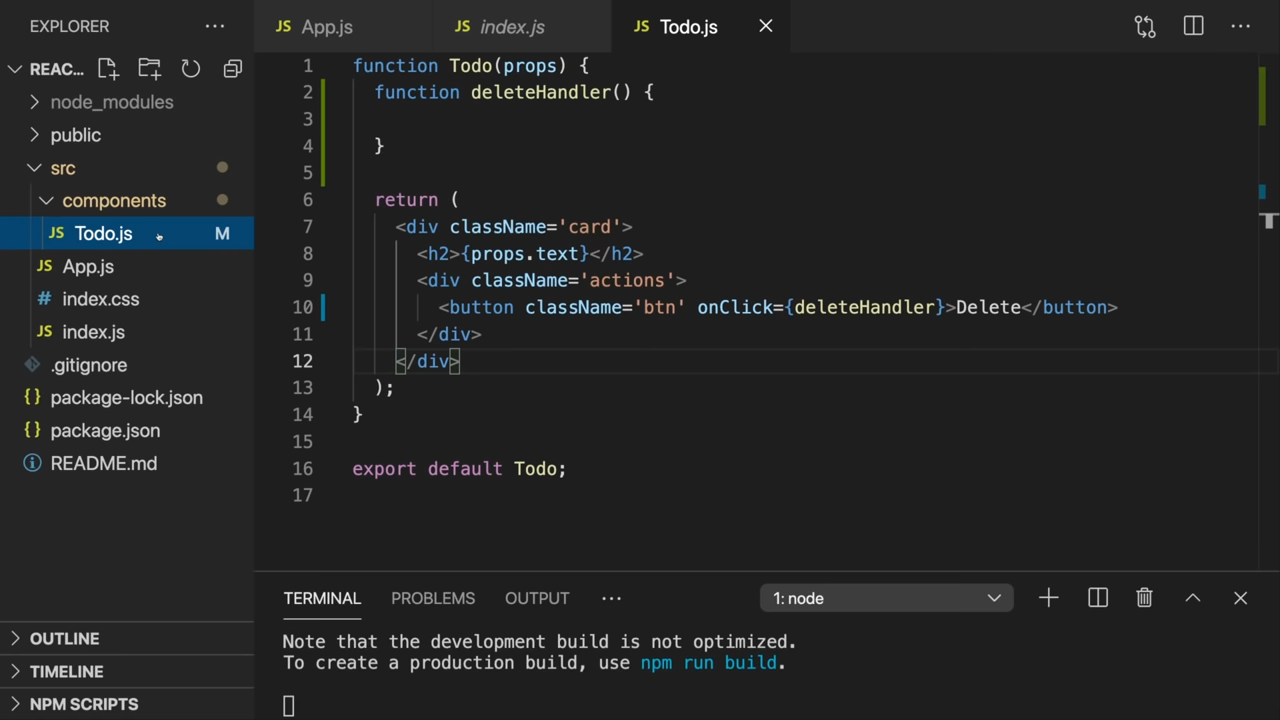 EXPLORER ···
REAC...
node_modules
public
src
components
JS Todo.js M
JS App.js
# index.css
JS index.js
.gitignore
{} package-lock.json
{} package.json
README.md
OUTLINE
TIMELINE
NPM SCRIPTS
JS App.js JS index.js JS Todo.js ···
1 function Todo(props) {
2 function deleteHandler() {
3
4 }
5
6 return (
7 <div className='card'>
8 <h2>{props.text}</h2>
9 <div className='actions'>
10 <button className='btn' onClick={deleteHandler}>Delete</button>
11 </div>
12 </div>
13 );
14 }
15
16 export default Todo;
17
TERMINAL PROBLEMS OUTPUT ··· 1: node
Note that the development build is not optimized.
To create a production build, use npm run build.